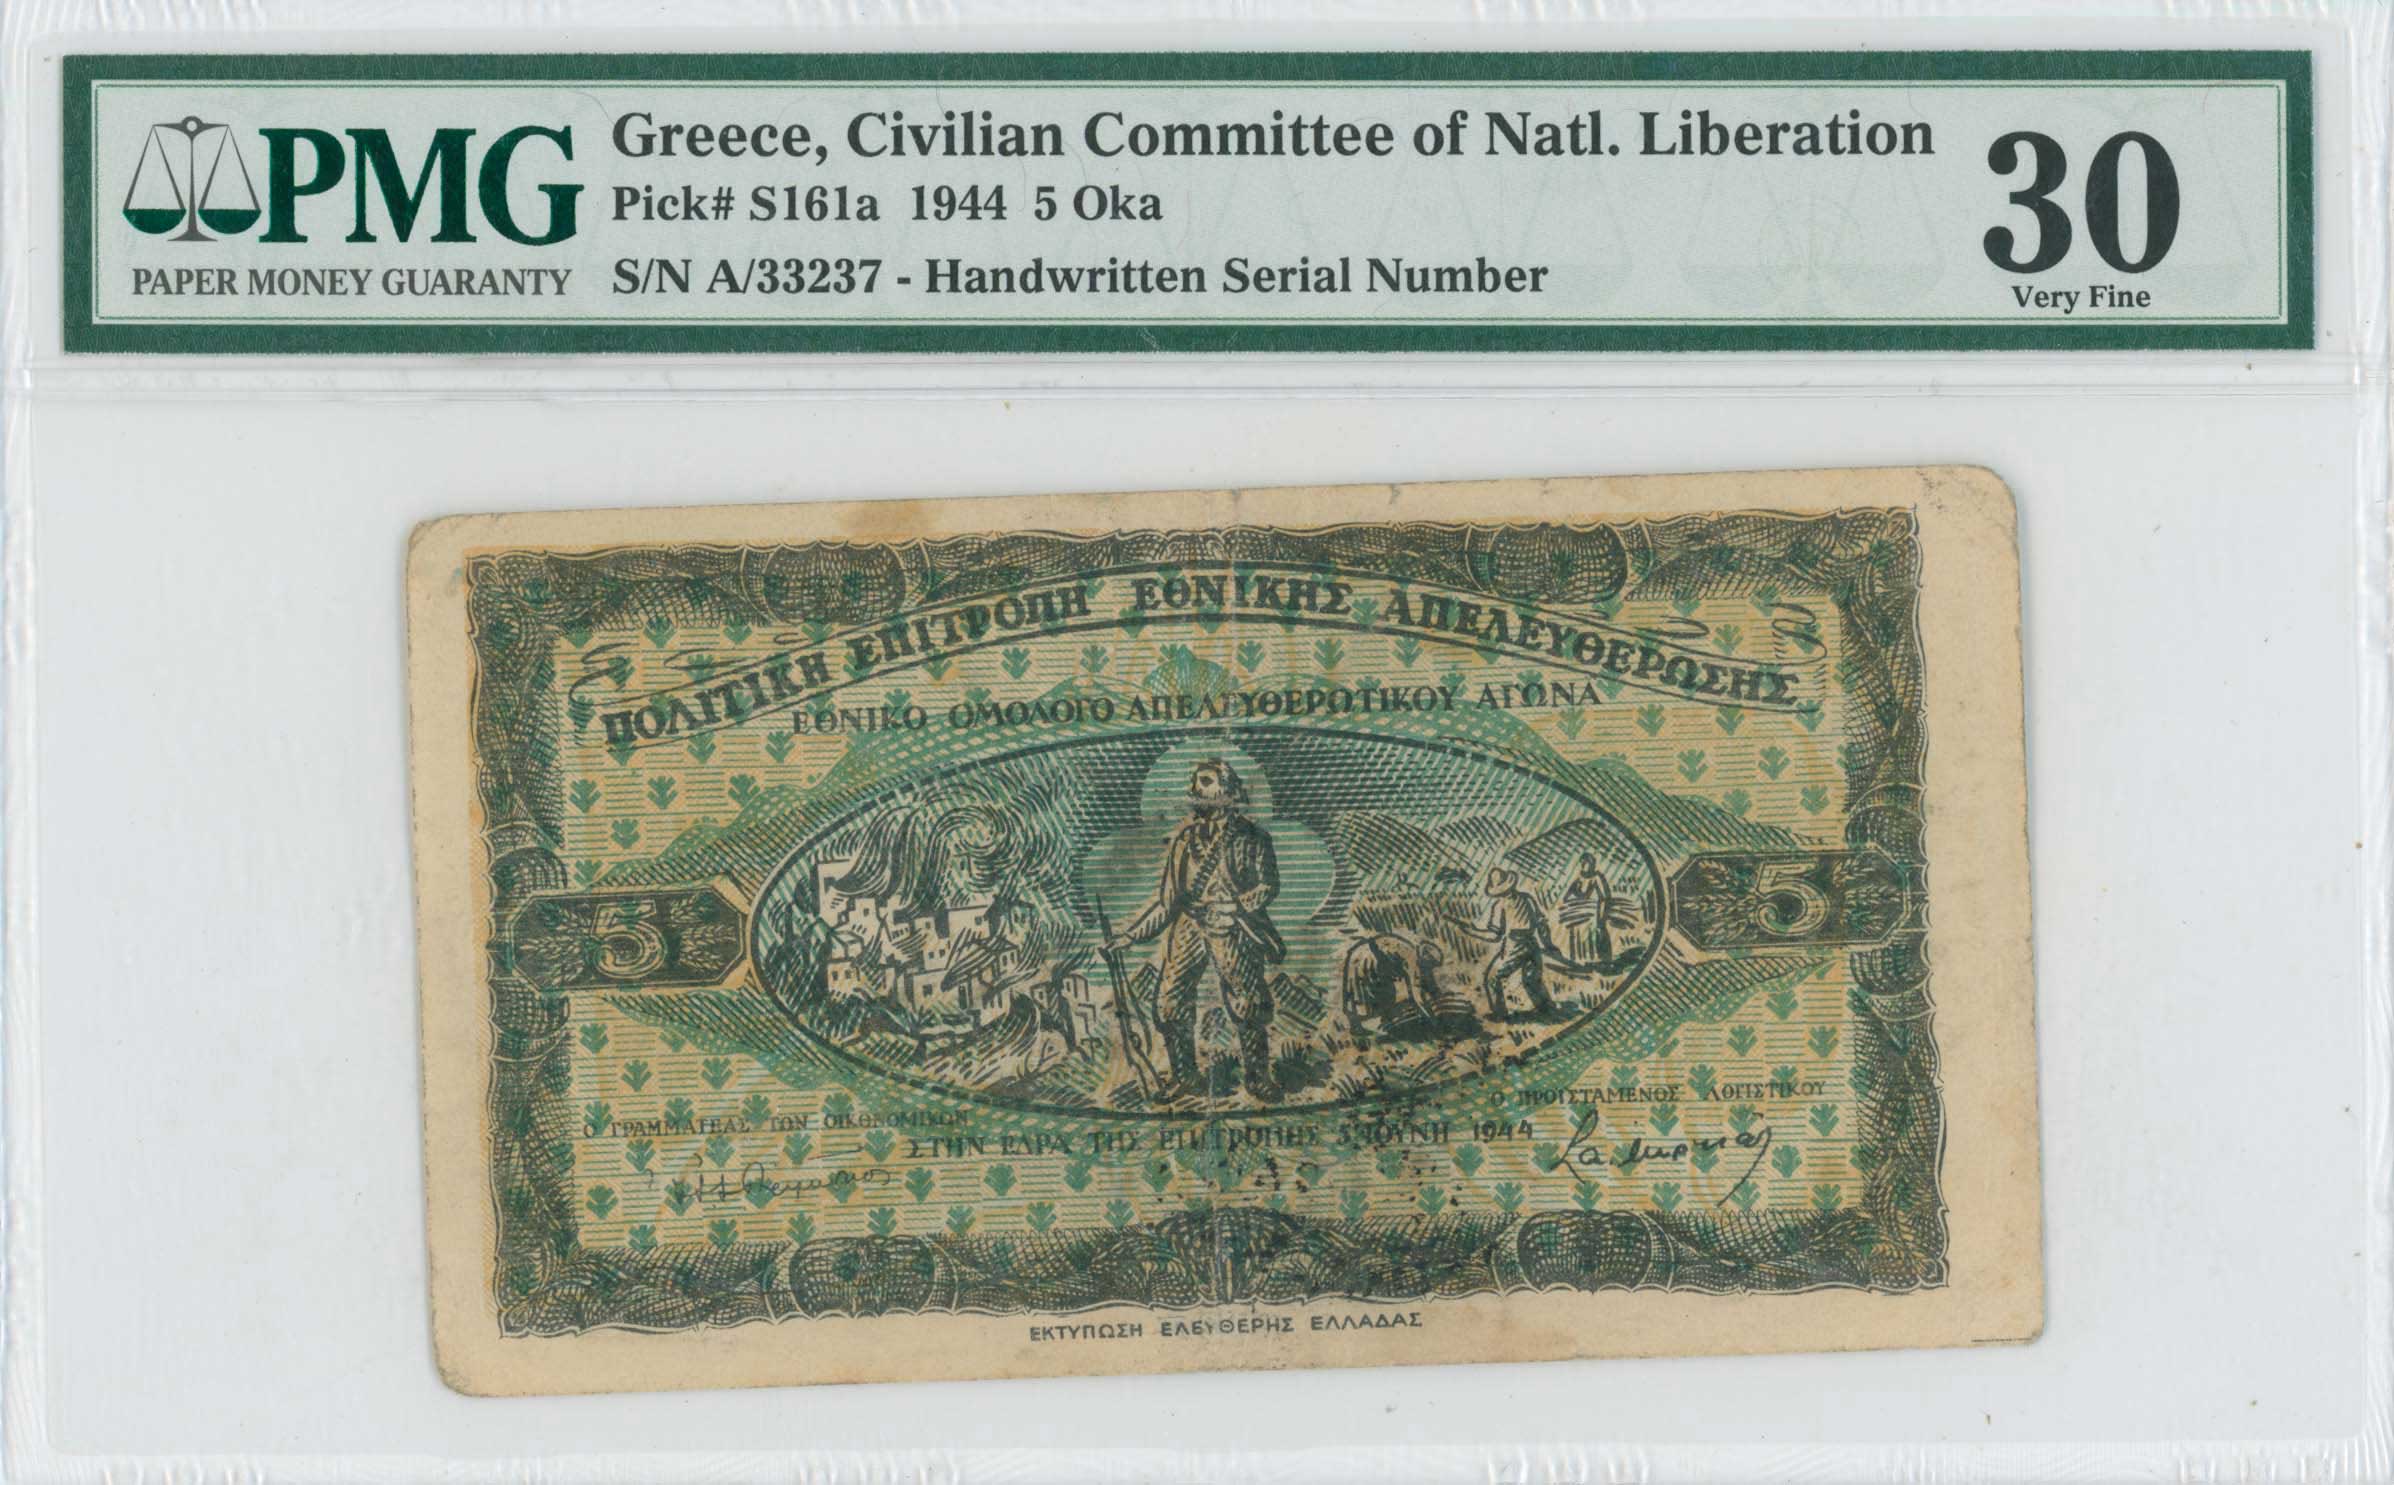 PMG
PAPER MONEY GUARANTY
Greece, Civilian Committee of Natl. Liberation
Pick# S161a 1944 5 Oka
S/N A/33237 - Handwritten Serial Number
30
Very Fine
ΠΟΛΙΤΙΚΗ ΕΠΙΤΡΟΠΗ ΕΘΝΙΚΗΣ ΑΠΕΛΕΥΘΕΡΩΣΗΣ
ΕΘΝΙΚΟ ΟΜΟΛΟΓΟ ΑΠΕΛΕΥΘΕΡΩΤΙΚΟΥ ΑΓΩΝΑ
5 5
Ο ΓΡΑΜΜΑΤΕΑΣ ΤΩΝ ΟΙΚΟΝΟΜΙΚΩΝ
Ο ΠΡΟΪΣΤΑΜΕΝΟΣ ΛΟΓΙΣΤΙΚΟΥ
ΣΤΗΝ ΕΔΡΑ ΤΗΣ ΕΠΙΤΡΟΠΗΣ 5 ΙΟΥΝΗ 1944
ΕΚΤΥΠΩΣΗ ΕΛΕΥΘΕΡΗΣ ΕΛΛΑΔΑΣ